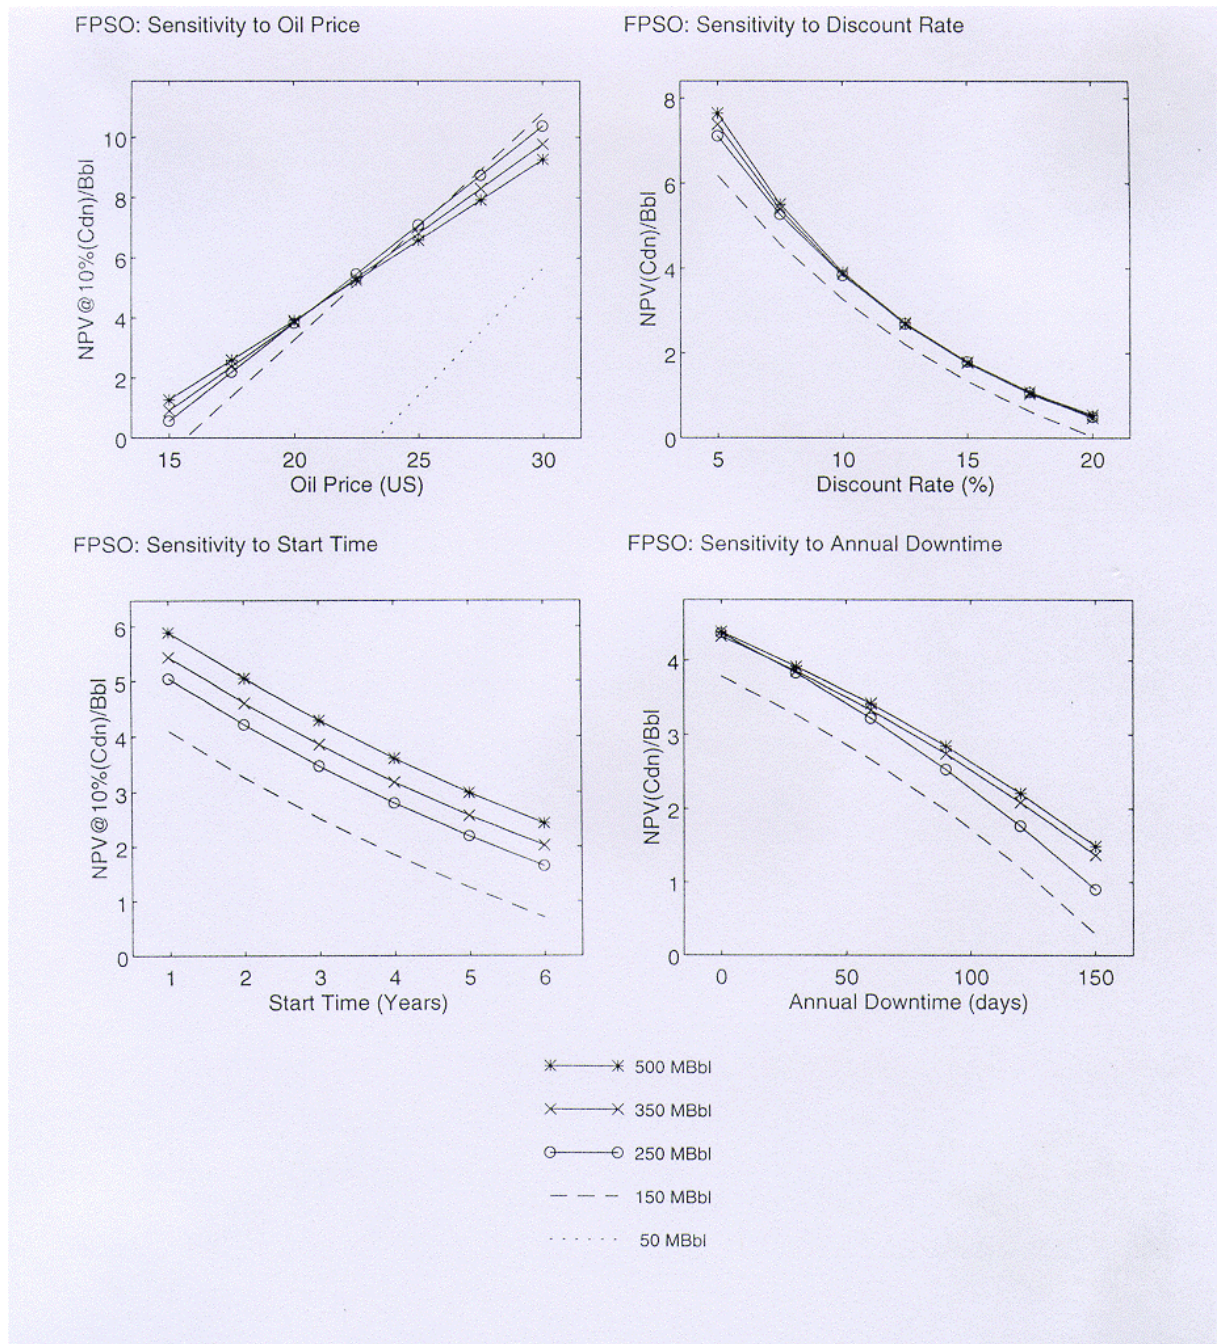 FPSO: Sensitivity to Oil Price
NPV@10%(Cdn)/Bbl
10
8
6
4
2
0
15 20 25 30
Oil Price (US)
FPSO: Sensitivity to Discount Rate
NPV(Cdn)/Bbl
8
6
4
2
0
5 10 15 20
Discount Rate (%)
FPSO: Sensitivity to Start Time
NPV@10%(Cdn)/Bbl
6
5
4
3
2
1
0
1 2 3 4 5 6
Start Time (Years)
FPSO: Sensitivity to Annual Downtime
NPV(Cdn)/Bbl
4
3
2
1
0
0 50 100 150
Annual Downtime (days)
500 MBbl
350 MBbl
250 MBbl
150 MBbl
50 MBbl